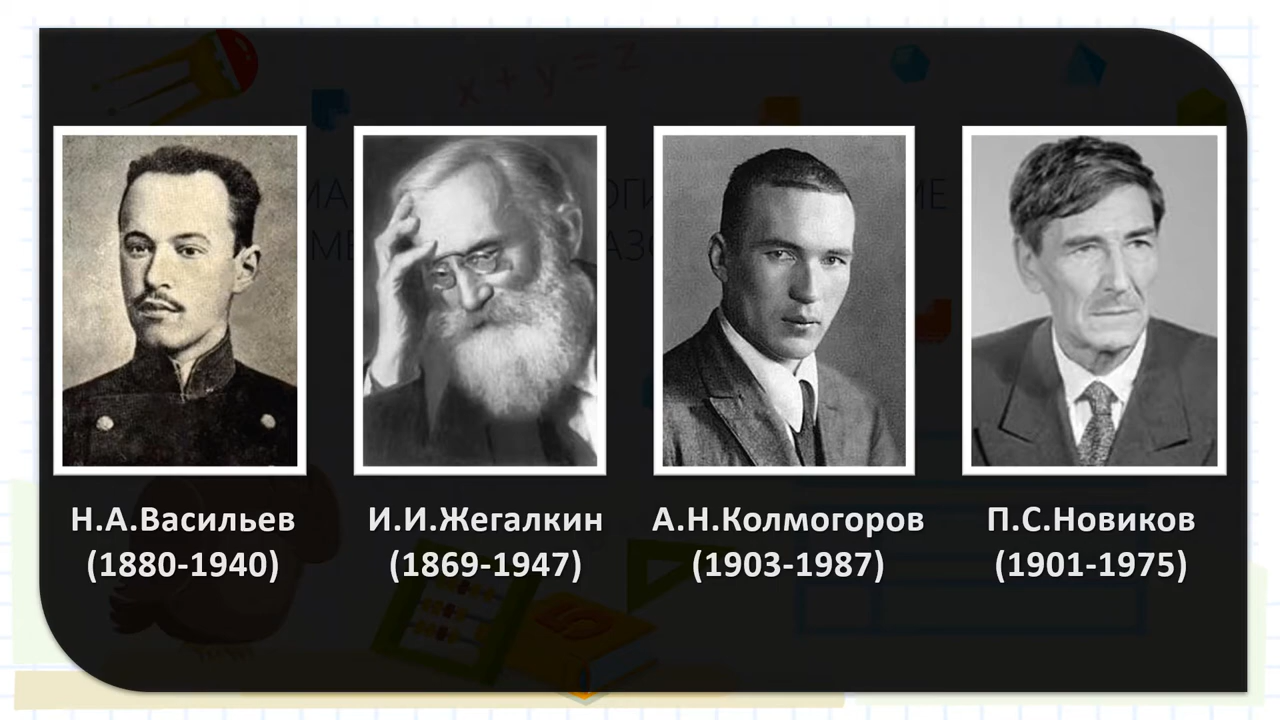 x + y = z
Н.А.Васильев
(1880-1940)
И.И.Жегалкин
(1869-1947)
А.Н.Колмогоров
(1903-1987)
П.С.Новиков
(1901-1975)